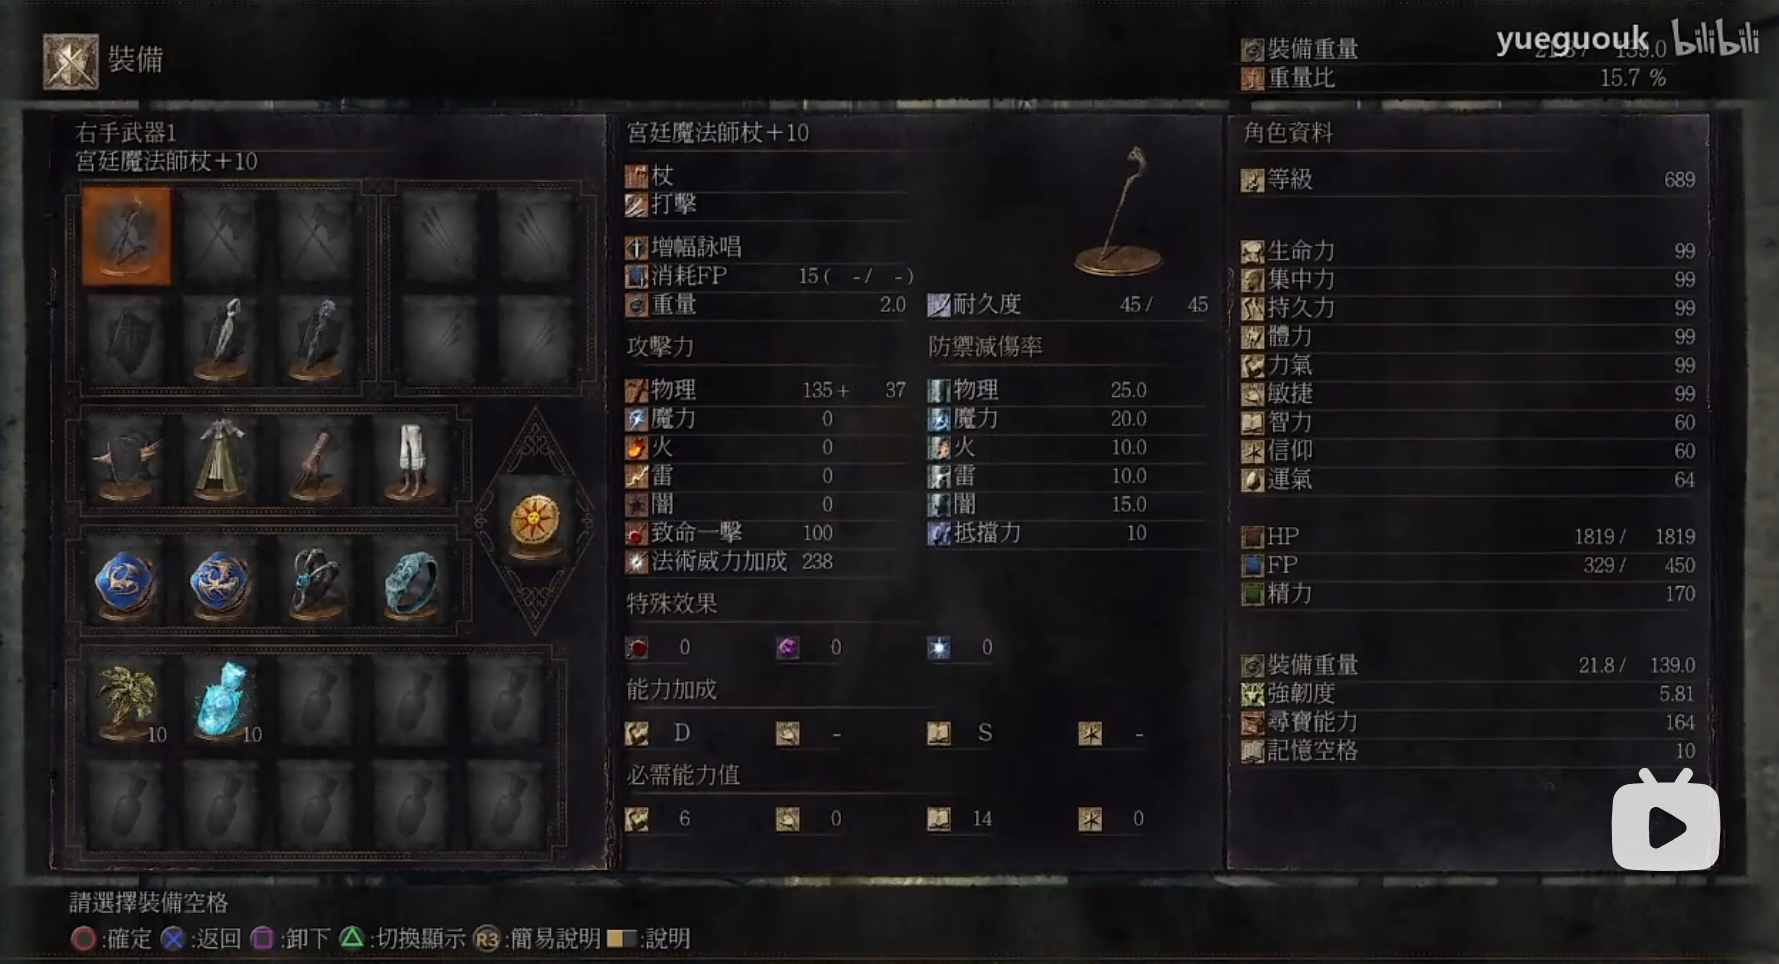 裝備
yueguouk bilibili
裝備重量 139.0
重量比 15.7 %
右手武器1
宮廷魔法師杖+10
10 10
宮廷魔法師杖+10
杖
打擊
增幅詠唱
消耗FP 15( -/ -)
重量 2.0 耐久度 45/ 45
攻擊力 防禦減傷率
物理 135+ 37 物理 25.0
魔力 0 魔力 20.0
火 0 火 10.0
雷 0 雷 10.0
闇 0 闇 15.0
致命一擊 100 抵擋力 10
法術威力加成 238
特殊效果
0 0 0
能力加成
D - S -
必需能力值
6 0 14 0
角色資料
等級 689
生命力 99
集中力 99
持久力 99
體力 99
力氣 99
敏捷 99
智力 60
信仰 60
運氣 64
HP 1819/ 1819
FP 329/ 450
精力 170
裝備重量 21.8/ 139.0
強韌度 5.81
尋寶能力 164
記憶空格 10
請選擇裝備空格
:確定 :返回 :卸下 :切換顯示 R3:簡易說明 :說明